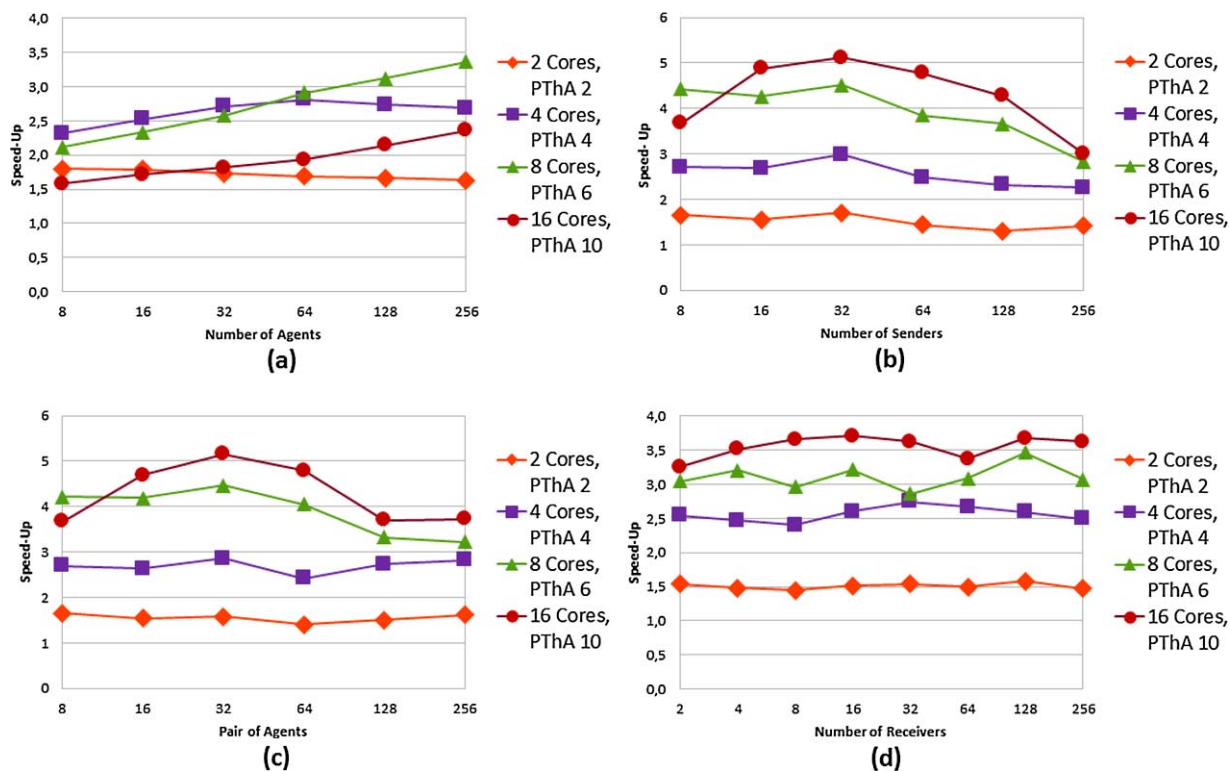 4,0
3,5
3,0
2,5
2,0
1,5
1,0
0,5
0,0
Speed-Up
8 16 32 64 128 256
Number of Agents
2 Cores,
PThA 2
4 Cores,
PThA 4
8 Cores,
PThA 6
16 Cores,
PThA 10
(a)
6
5
4
3
2
1
0
Speed- Up
8 16 32 64 128 256
Number of Senders
2 Cores,
PThA 2
4 Cores,
PThA 4
8 Cores,
PThA 6
16 Cores,
PThA 10
(b)
6
5
4
3
2
1
0
Speed-Up
8 16 32 64 128 256
Pair of Agents
2 Cores,
PThA 2
4 Cores,
PThA 4
8 Cores,
PThA 6
16 Cores,
PThA 10
(c)
4,0
3,5
3,0
2,5
2,0
1,5
1,0
0,5
0,0
Speed-Up
2 4 8 16 32 64 128 256
Number of Receivers
2 Cores,
PThA 2
4 Cores,
PThA 4
8 Cores,
PThA 6
16 Cores,
PThA 10
(d)